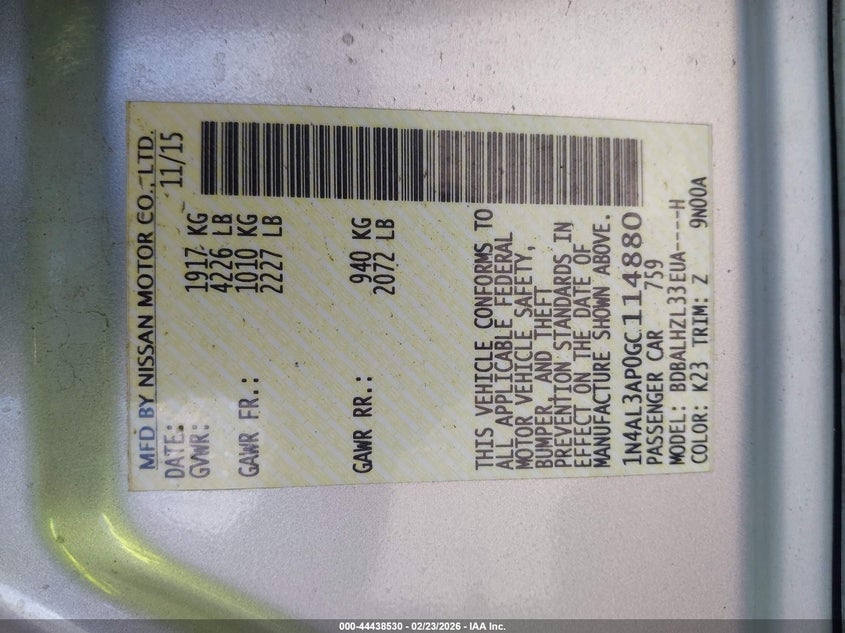 MFD BY NISSAN MOTOR CO., LTD.
DATE: 11/15
GVWR: 1917 KG
4226 LB
GAWR FR.: 1010 KG
2227 LB
GAWR RR.: 940 KG
2072 LB
THIS VEHICLE CONFORMS TO
ALL APPLICABLE FEDERAL
MOTOR VEHICLE SAFETY,
BUMPER, AND THEFT
PREVENTION STANDARDS IN
EFFECT ON THE DATE OF
MANUFACTURE SHOWN ABOVE.
1N4AL3AP0GC114880
PASSENGER CAR 759
MODEL: BDBALHZL33EUA----H
COLOR: K23 TRIM: Z 9N00A
000-44438530 - 02/23/2026 - IAA Inc.